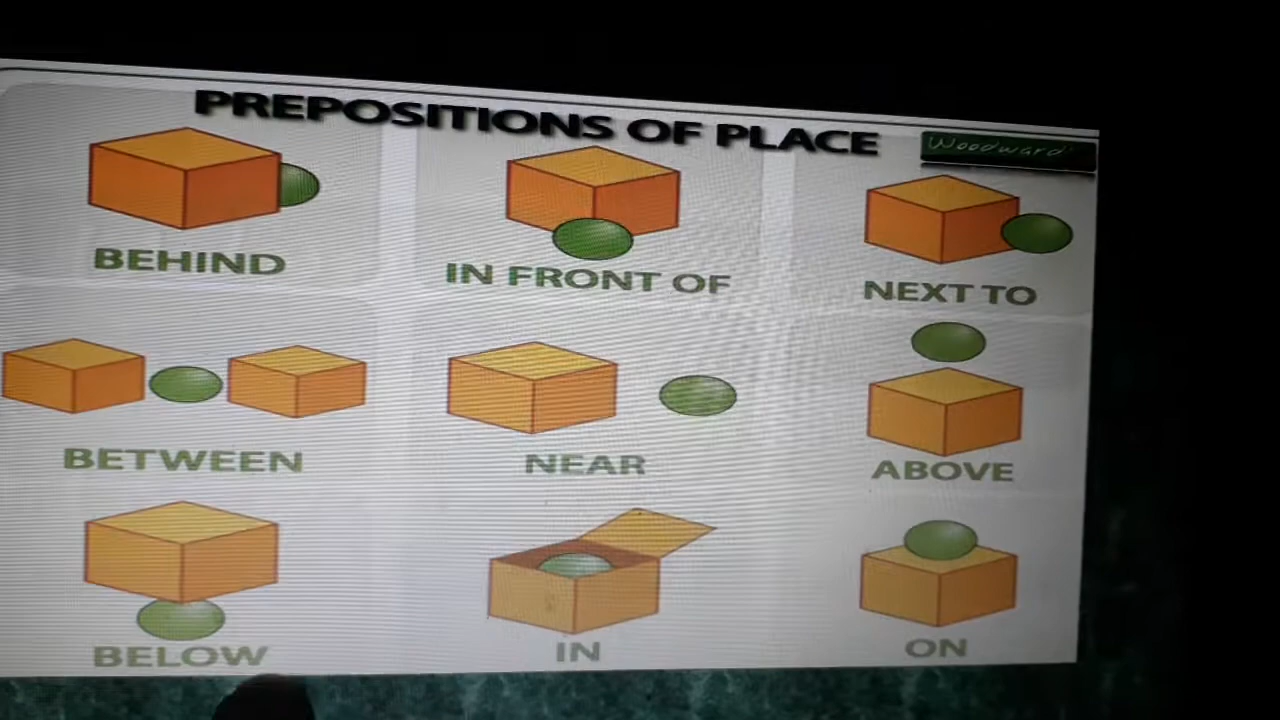 PREPOSITIONS OF PLACE
Woodward
BEHIND
IN FRONT OF
NEXT TO
BETWEEN
NEAR
ABOVE
BELOW
IN
ON